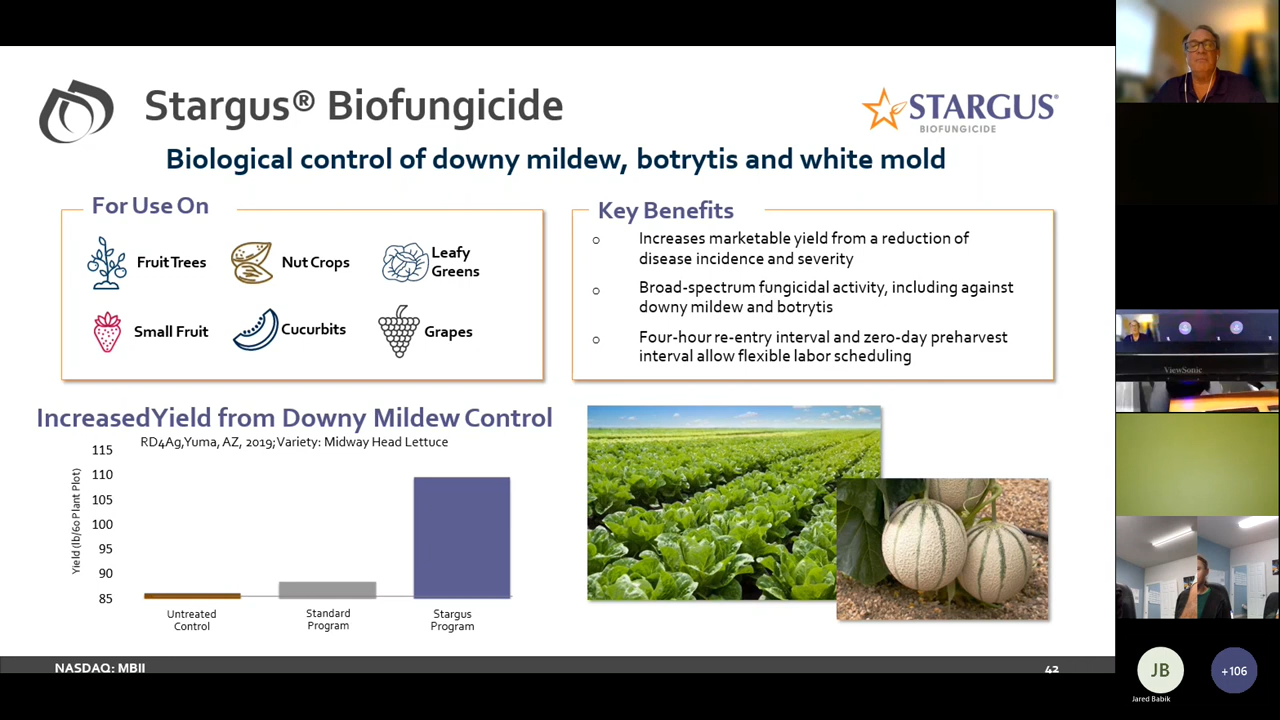 Stargus® Biofungicide
STARGUS®
BIOFUNGICIDE
Biological control of downy mildew, botrytis and white mold
For Use On
Fruit Trees
Nut Crops
Leafy
Greens
Small Fruit
Cucurbits
Grapes
Key Benefits
Increases marketable yield from a reduction of
disease incidence and severity
Broad-spectrum fungicidal activity, including against
downy mildew and botrytis
Four-hour re-entry interval and zero-day preharvest
interval allow flexible labor scheduling
IncreasedYield from Downy Mildew Control
RD4Ag,Yuma, AZ, 2019;Variety: Midway Head Lettuce
Yield (lb/60 Plant Plot)
115
110
105
100
95
90
85
Untreated
Control
Standard
Program
Stargus
Program
NASDAQ: MBII
42
ViewSonic
JB
Jared Babik
+106